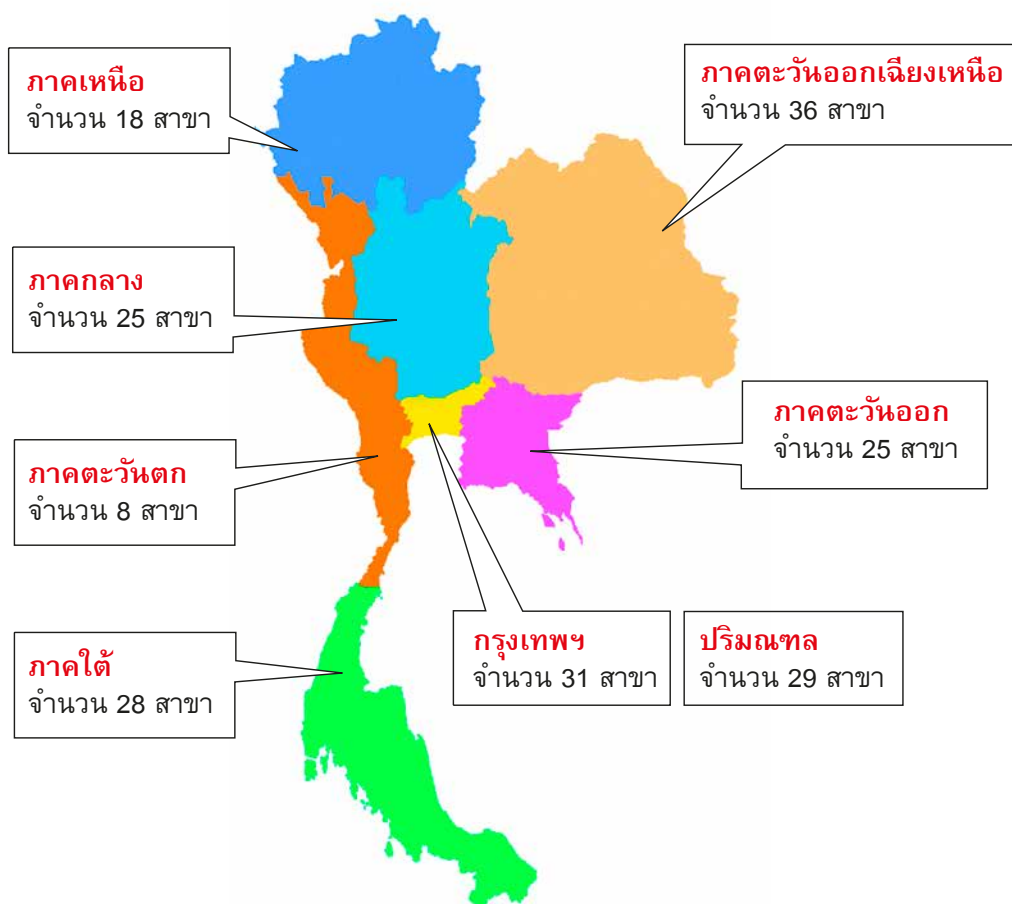 ภาคเหนือ
จำนวน 18 สาขา
ภาคตะวันออกเฉียงเหนือ
จำนวน 36 สาขา
ภาคกลาง
จำนวน 25 สาขา
ภาคตะวันออก
จำนวน 25 สาขา
ภาคตะวันตก
จำนวน 8 สาขา
ภาคใต้
จำนวน 28 สาขา
กรุงเทพฯ
จำนวน 31 สาขา
ปริมณฑล
จำนวน 29 สาขา